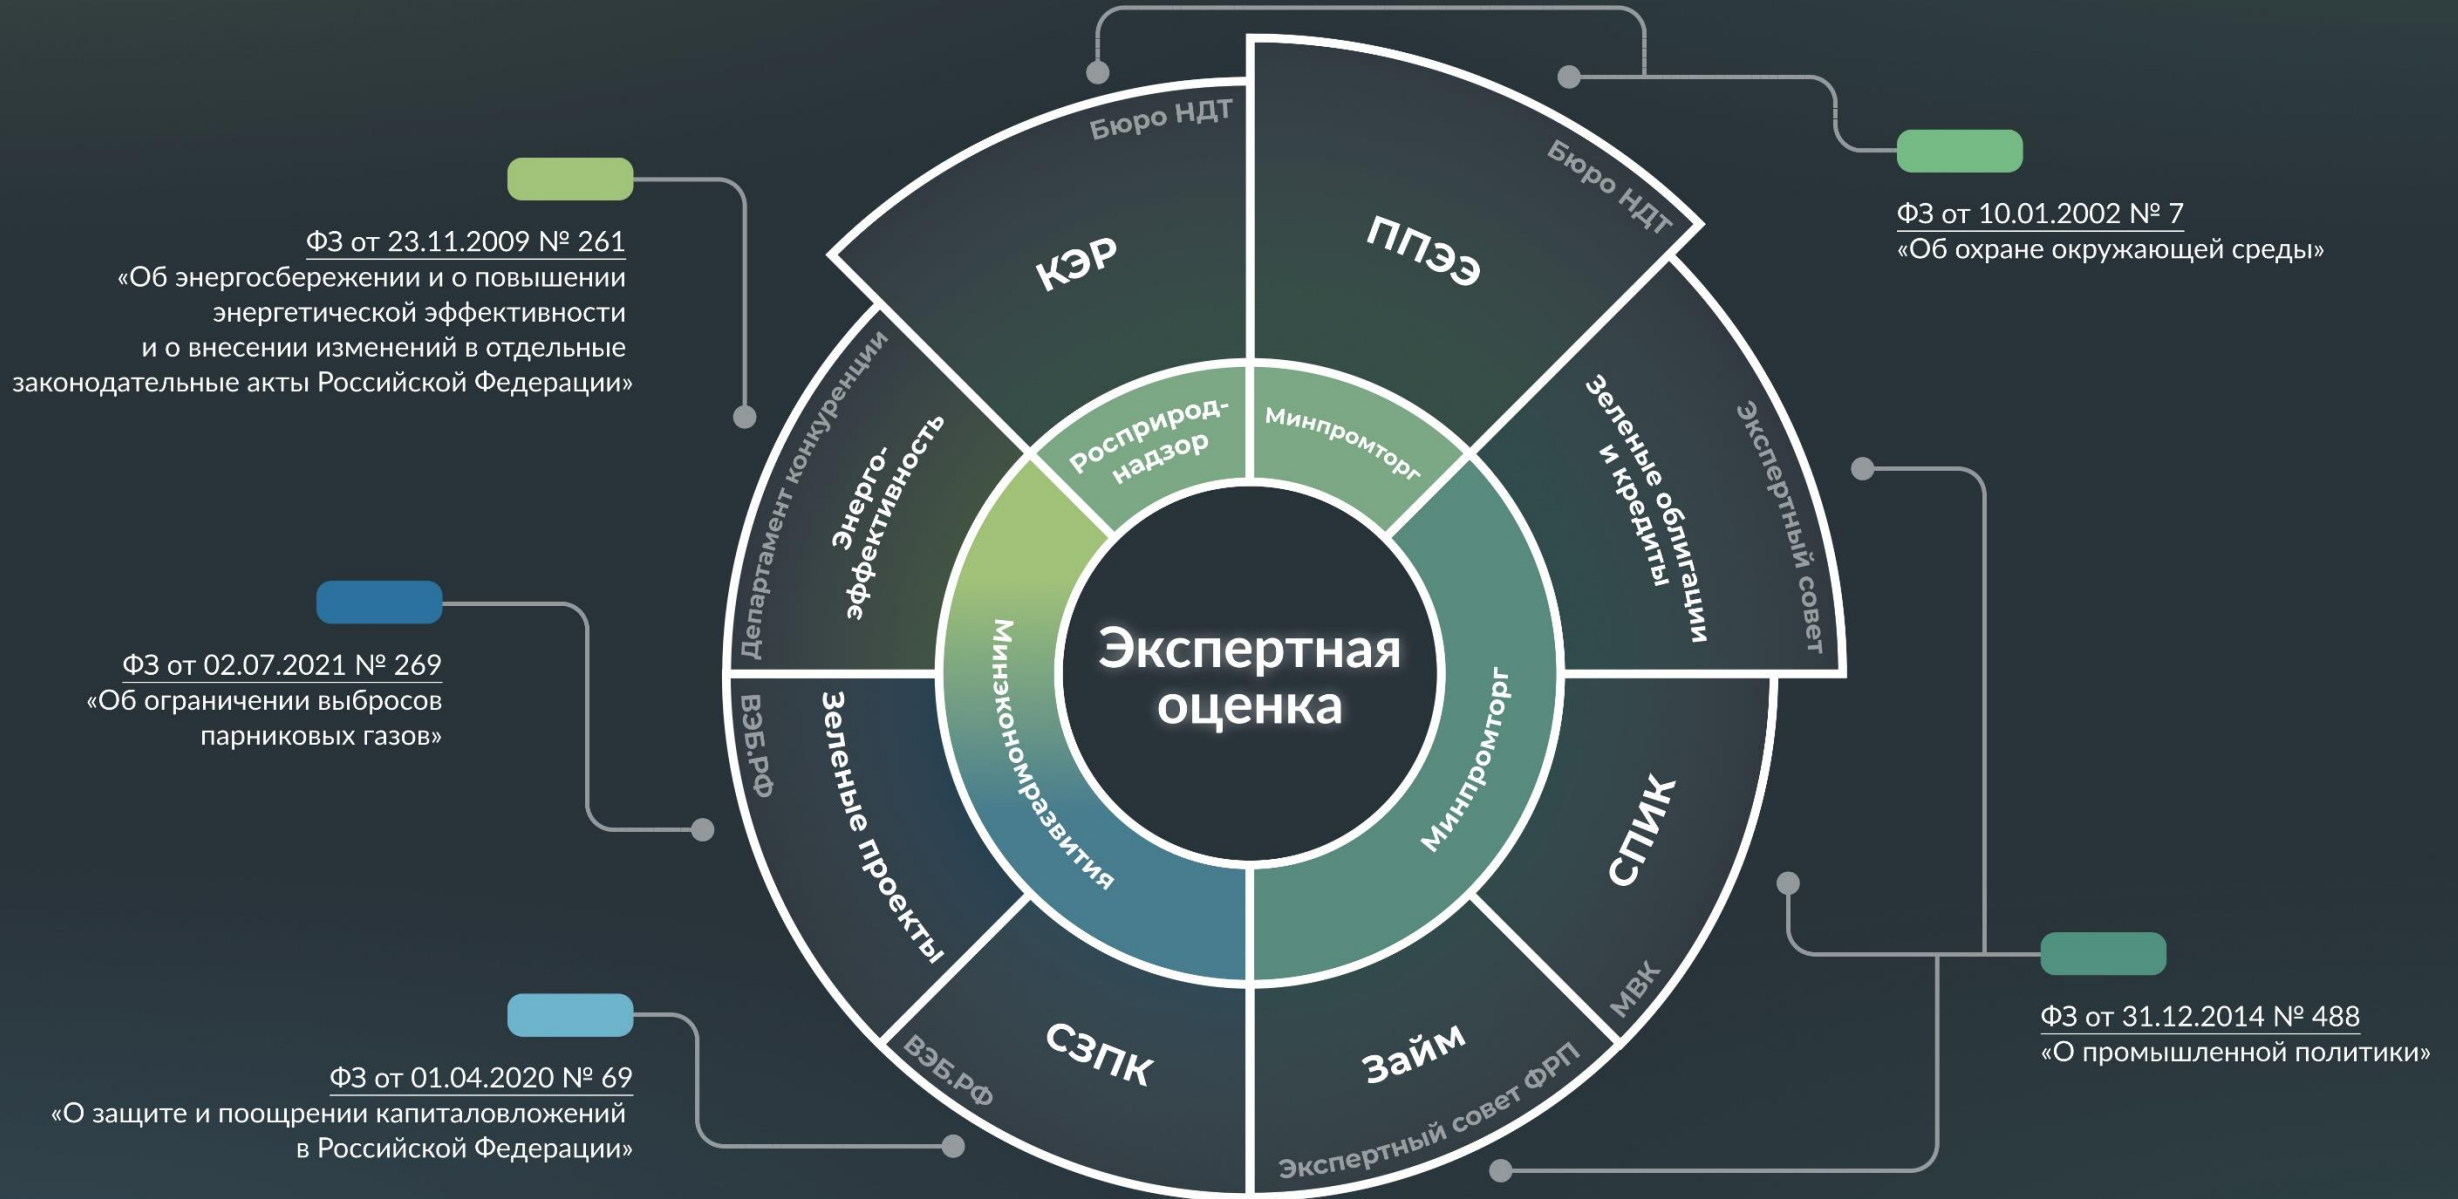 Бюро НДТ
КЭР
Бюро НДТ
ППЭЭ
ФЗ от 10.01.2002 № 7
«Об охране окружающей среды»
ФЗ от 23.11.2009 № 261
«Об энергосбережении и о повышении
энергетической эффективности
и о внесении изменений в отдельные
законодательные акты Российской Федерации»
Департамент конкуренции
Энерго-
эффективность
Росприрод-
надзор
Минпромторг
Зеленые облигации
и кредиты
Экспертный совет
Экспертная
оценка
Минэкономразвития
Минпромторг
ФЗ от 02.07.2021 № 269
«Об ограничении выбросов
парниковых газов»
ВЭБ.РФ
Зеленые проекты
СПИК
МВК
ФЗ от 01.04.2020 № 69
«О защите и поощрении капиталовложений
в Российской Федерации»
ВЭБ.РФ
СЗПК
Займ
Экспертный совет ФРП
ФЗ от 31.12.2014 № 488
«О промышленной политики»